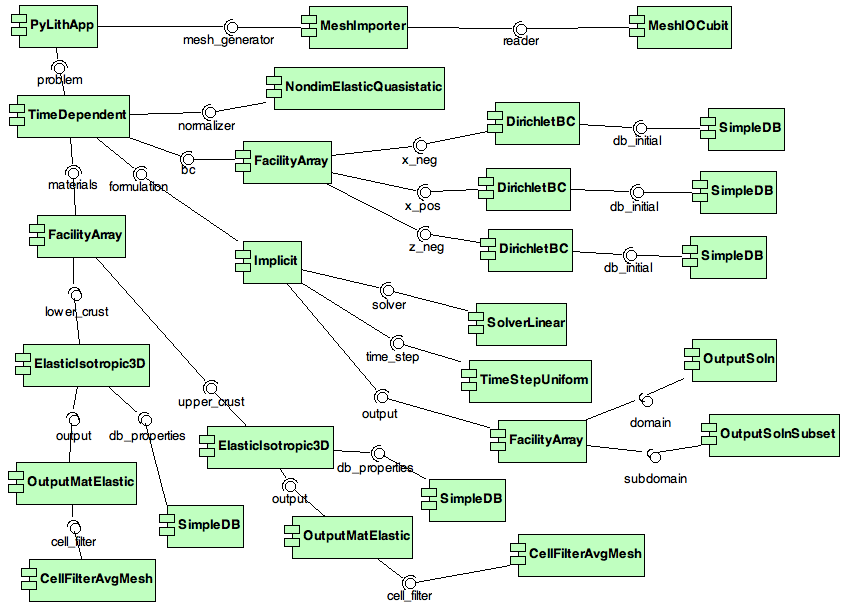 PyLithApp
mesh_generator
MeshImporter
reader
MeshIOCubit
problem
TimeDependent
normalizer
NondimElasticQuasistatic
bc
FacilityArray
x_neg
DirichletBC
db_initial
SimpleDB
x_pos
DirichletBC
db_initial
SimpleDB
z_neg
DirichletBC
db_initial
SimpleDB
materials
formulation
FacilityArray
Implicit
solver
SolverLinear
time_step
TimeStepUniform
output
FacilityArray
domain
OutputSoln
subdomain
OutputSolnSubset
lower_crust
ElasticIsotropic3D
upper_crust
ElasticIsotropic3D
output
db_properties
OutputMatElastic
SimpleDB
cell_filter
CellFilterAvgMesh
db_properties
SimpleDB
output
OutputMatElastic
cell_filter
CellFilterAvgMesh